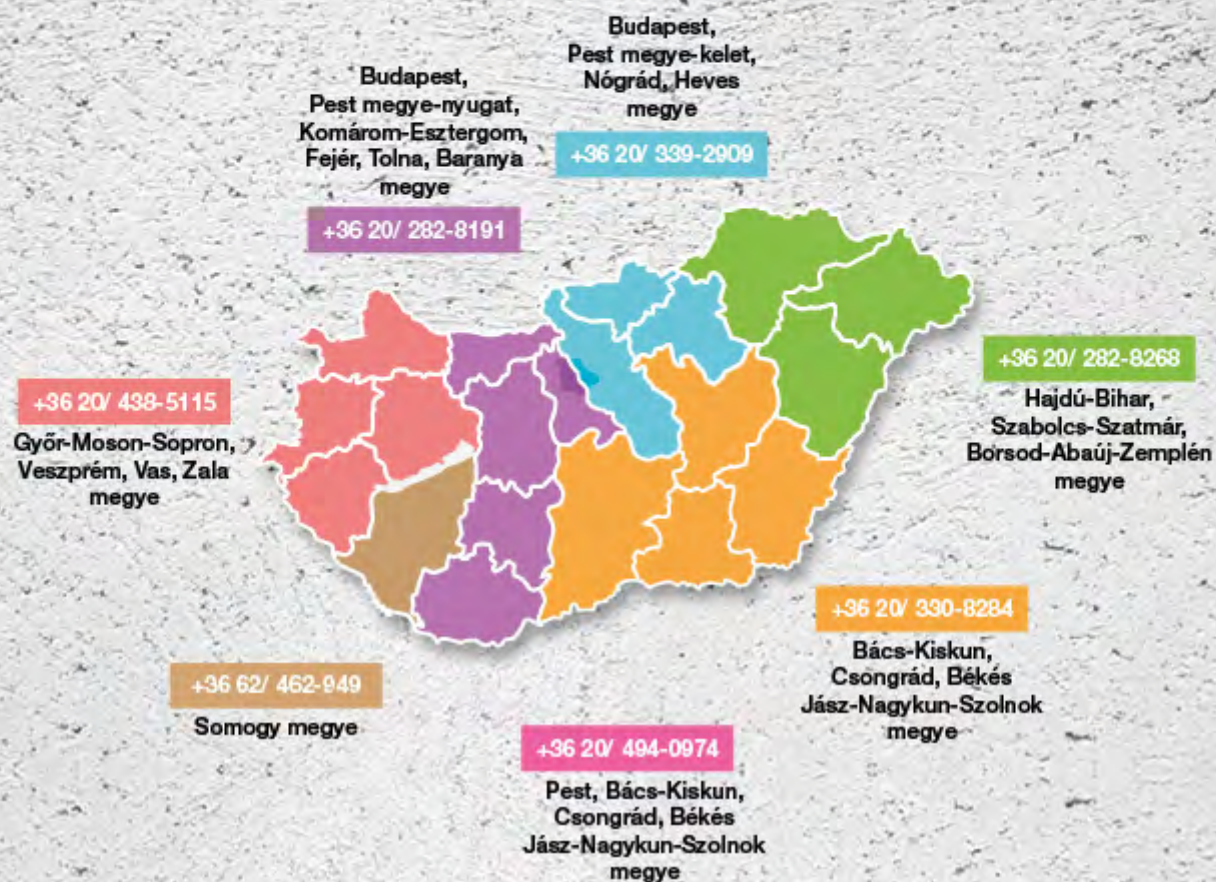 Budapest,
Pest megye-kelet,
Nógrád, Heves
megye
+36 20/ 339-2909
Budapest,
Pest megye-nyugat,
Komárom-Esztergom,
Fejér, Tolna, Baranya
megye
+36 20/ 282-8191
+36 20/ 438-5115
Győr-Moson-Sopron,
Veszprém, Vas, Zala
megye
+36 20/ 282-8268
Hajdú-Bihar,
Szabolcs-Szatmár,
Borsod-Abaúj-Zemplén
megye
+36 20/ 330-8284
Bács-Kiskun,
Csongrád, Békés
Jász-Nagykun-Szolnok
megye
+36 62/ 462-949
Somogy megye
+36 20/ 494-0974
Pest, Bács-Kiskun,
Csongrád, Békés
Jász-Nagykun-Szolnok
megye